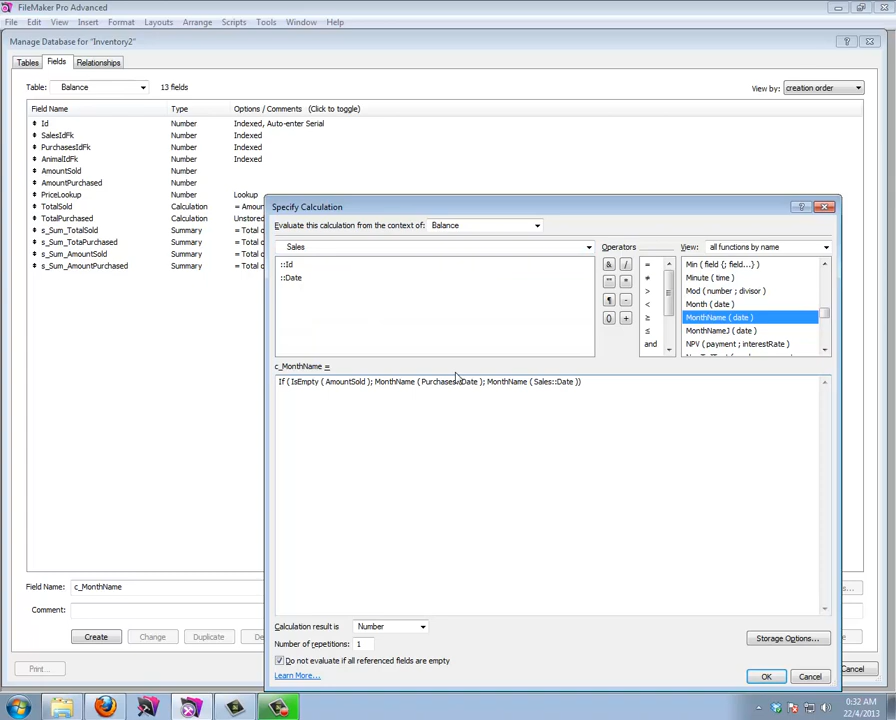 FileMaker Pro Advanced
File Edit View Insert Format Layouts Arrange Scripts Tools Window Help
Manage Database for "Inventory2"
Tables Fields Relationships
Table: Balance 13 fields View by: creation order
Field Name Type Options / Comments (Click to toggle)
Id Number Indexed, Auto-enter Serial
SalesIdFk Number Indexed
PurchasesIdFk Number Indexed
AnimalIdFk Number Indexed
AmountSold Number
AmountPurchased Number
PriceLookup Number Lookup
TotalSold Calculation = Amou
TotalPurchased Calculation Unstored
s_Sum_TotalSold Summary = Total o
s_Sum_TotaPurchased Summary = Total o
s_Sum_AmountSold Summary = Total o
s_Sum_AmountPurchased Summary = Total o
Specify Calculation
Evaluate this calculation from the context of: Balance
Sales Operators View: all functions by name
::Id
::Date
& /
"" *
¶ -
() +
=
≠
>
<
≥
≤
and
Min ( field {; field...} )
Minute ( time )
Mod ( number ; divisor )
Month ( date )
MonthName ( date )
MonthNameJ ( date )
NPV ( payment ; interestRate )
c_MonthName =
If ( IsEmpty ( AmountSold ); MonthName ( Purchases::Date ); MonthName ( Sales::Date ))
Field Name: c_MonthName
Comment:
Create Change Duplicate De
Print...
Cancel
Calculation result is Number
Number of repetitions: 1
Do not evaluate if all referenced fields are empty
Learn More...
Storage Options...
OK Cancel
0:32 AM
22/4/2013